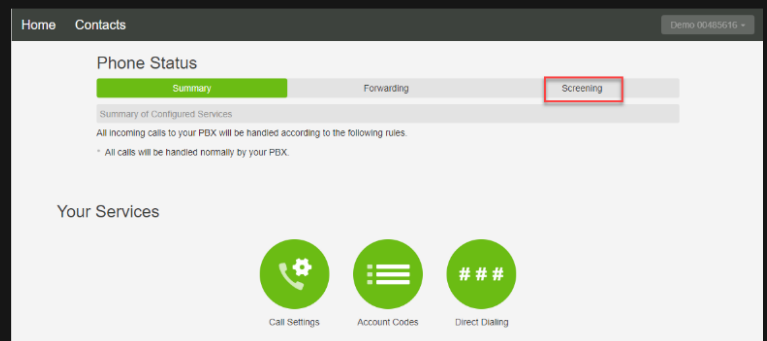 Home Contacts Demo 00485616
Phone Status
Summary Forwarding Screening
Summary of Configured Services
All incoming calls to your PBX will be handled according to the following rules.
* All calls will be handled normally by your PBX.
Your Services
###
Call Settings Account Codes Direct Dialing